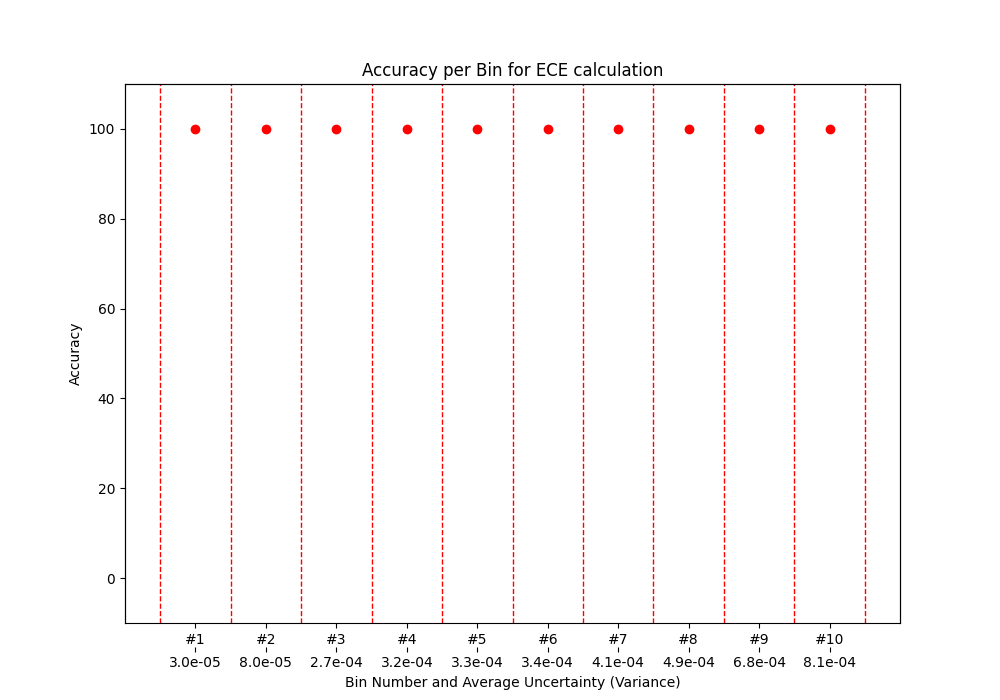 Accuracy per Bin for ECE calculation
Accuracy
100
80
60
40
20
0
#1 #2 #3 #4 #5 #6 #7 #8 #9 #10
3.0e-05 8.0e-05 2.7e-04 3.2e-04 3.3e-04 3.4e-04 4.1e-04 4.9e-04 6.8e-04 8.1e-04
Bin Number and Average Uncertainty (Variance)